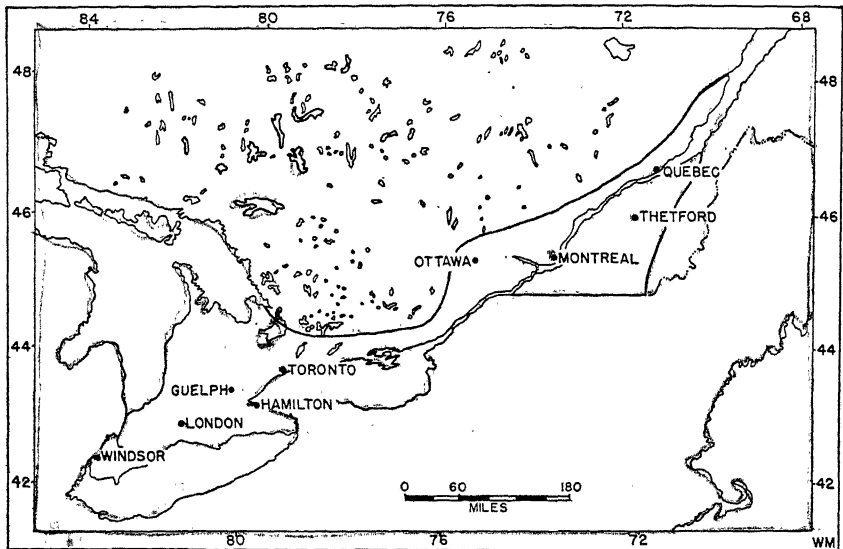 84 80 76 72 68
48 48
QUEBEC
46 THETFORD 46
OTTAWA MONTREAL
44 44
TORONTO
GUELPH
HAMILTON
LONDON
WINDSOR
42 42
0 60 180
MILES
80 76 72
WM